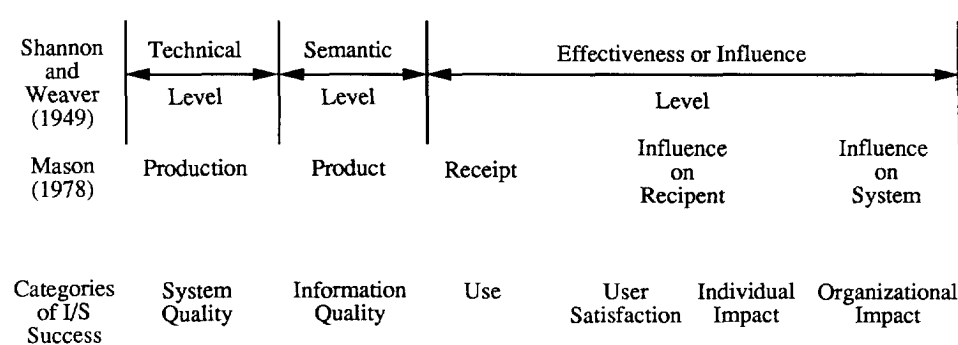 Shannon and Weaver (1949)
Technical Level
Semantic Level
Effectiveness or Influence Level
Mason (1978)
Production
Product
Receipt
Influence on Recipent
Influence on System
Categories of I/S Success
System Quality
Information Quality
Use
User Satisfaction
Individual Impact
Organizational Impact